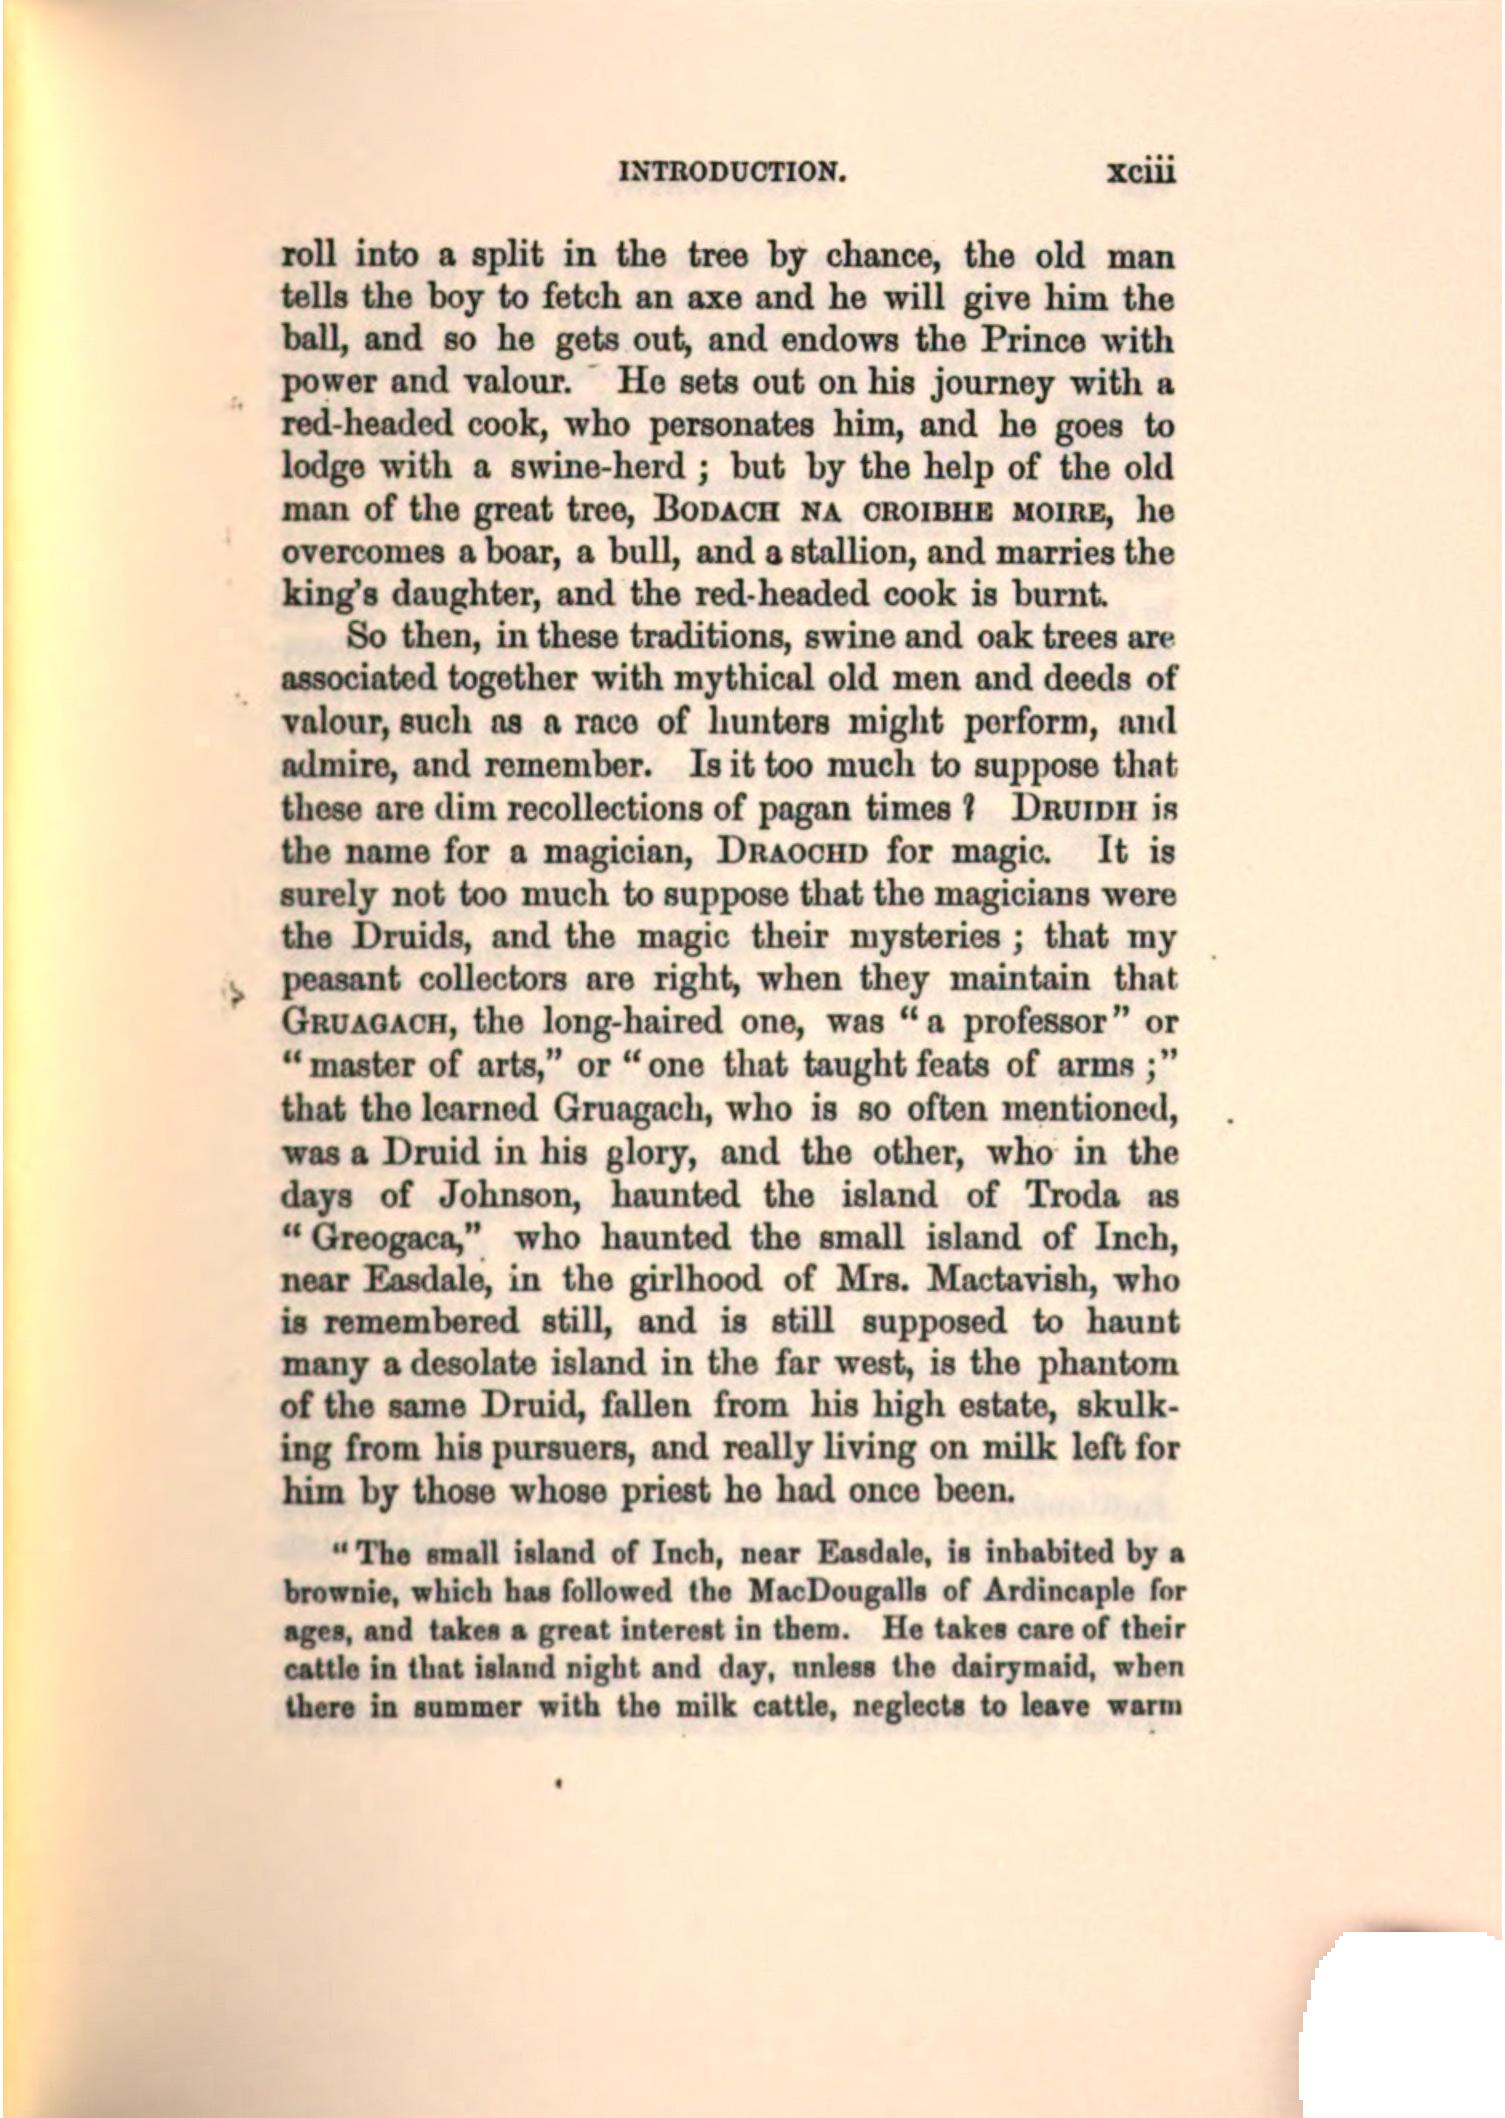 INTRODUCTION. xciii
roll into a split in the tree by chance, the old man
tells the boy to fetch an axe and he will give him the
ball, and so he gets out, and endows the Prince with
power and valour. He sets out on his journey with a
red-headed cook, who personates him, and he goes to
lodge with a swine-herd ; but by the help of the old
man of the great tree, BODACH NA CROIBHE MOIRE, he
overcomes a boar, a bull, and a stallion, and marries the
king's daughter, and the red-headed cook is burnt.
So then, in these traditions, swine and oak trees are
associated together with mythical old men and deeds of
valour, such as a race of hunters might perform, and
admire, and remember. Is it too much to suppose that
these are dim recollections of pagan times ? DRUIDH is
the name for a magician, DRAOCHD for magic. It is
surely not too much to suppose that the magicians were
the Druids, and the magic their mysteries ; that my
peasant collectors are right, when they maintain that
GRUAGACH, the long-haired one, was “ a professor” or
“ master of arts,” or “ one that taught feats of arms ;”
that the learned Gruagach, who is so often mentioned,
was a Druid in his glory, and the other, who in the
days of Johnson, haunted the island of Troda as
“ Greogaca,” who haunted the small island of Inch,
near Easdale, in the girlhood of Mrs. Mactavish, who
is remembered still, and is still supposed to haunt
many a desolate island in the far west, is the phantom
of the same Druid, fallen from his high estate, skulk-
ing from his pursuers, and really living on milk left for
him by those whose priest he had once been.
“ The small island of Inch, near Easdale, is inhabited by a
brownie, which has followed the MacDougalls of Ardincaple for
ages, and takes a great interest in them. He takes care of their
cattle in that island night and day, unless the dairymaid, when
there in summer with the milk cattle, neglects to leave warm